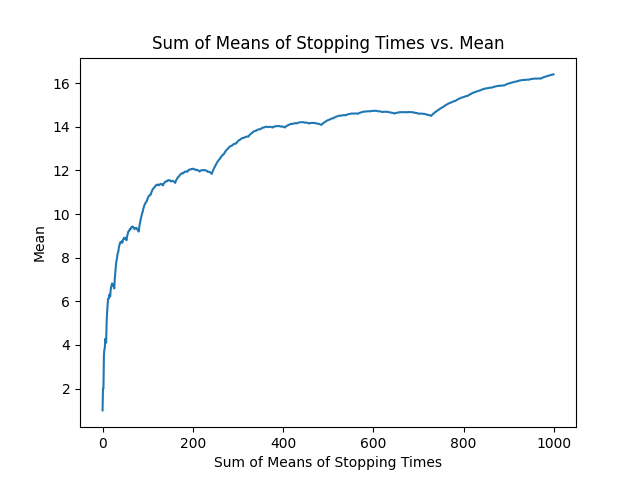 Sum of Means of Stopping Times vs. Mean
16
14
12
10
8
6
4
2
Mean
0 200 400 600 800 1000
Sum of Means of Stopping Times